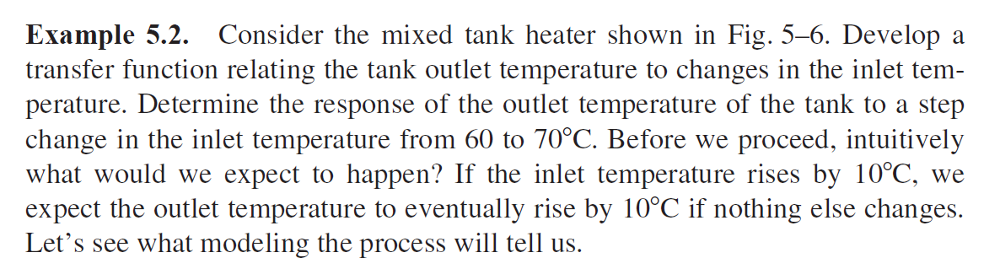 Example 5.2. Consider the mixed tank heater shown in Fig. 5–6. Develop a
transfer function relating the tank outlet temperature to changes in the inlet tem-
perature. Determine the response of the outlet temperature of the tank to a step
change in the inlet temperature from 60 to 70°C. Before we proceed, intuitively
what would we expect to happen? If the inlet temperature rises by 10°C, we
expect the outlet temperature to eventually rise by 10°C if nothing else changes.
Let’s see what modeling the process will tell us.